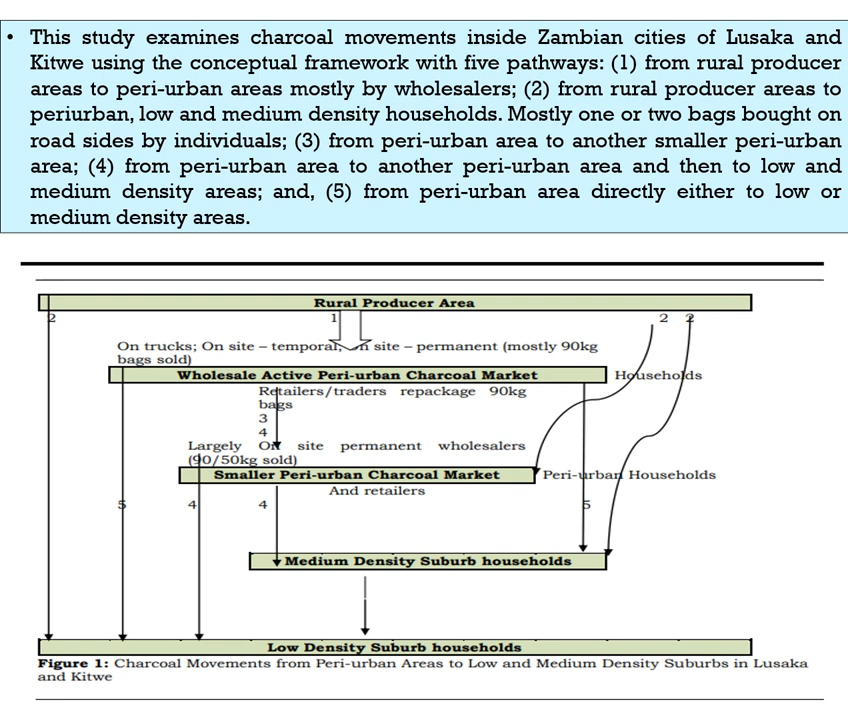 • This study examines charcoal movements inside Zambian cities of Lusaka and
Kitwe using the conceptual framework with five pathways: (1) from rural producer
areas to peri-urban areas mostly by wholesalers; (2) from rural producer areas to
periurban, low and medium density households. Mostly one or two bags bought on
road sides by individuals; (3) from peri-urban area to another smaller peri-urban
area; (4) from peri-urban area to another peri-urban area and then to low and
medium density areas; and, (5) from peri-urban area directly either to low or
medium density areas.
Rural Producer Area
2 1 2 2
On trucks; On site – temporal; On site – permanent (mostly 90kg
bags sold)
Wholesale Active Peri-urban Charcoal Market Households
Retailers/traders repackage 90kg
bags
3
4
Largely On site permanent wholesalers
(90/50kg sold)
Smaller Peri-urban Charcoal Market Peri-urban Households
And retailers
5 4 4 5
Medium Density Suburb households
Low Density Suburb households
Figure 1: Charcoal Movements from Peri-urban Areas to Low and Medium Density Suburbs in Lusaka
and Kitwe